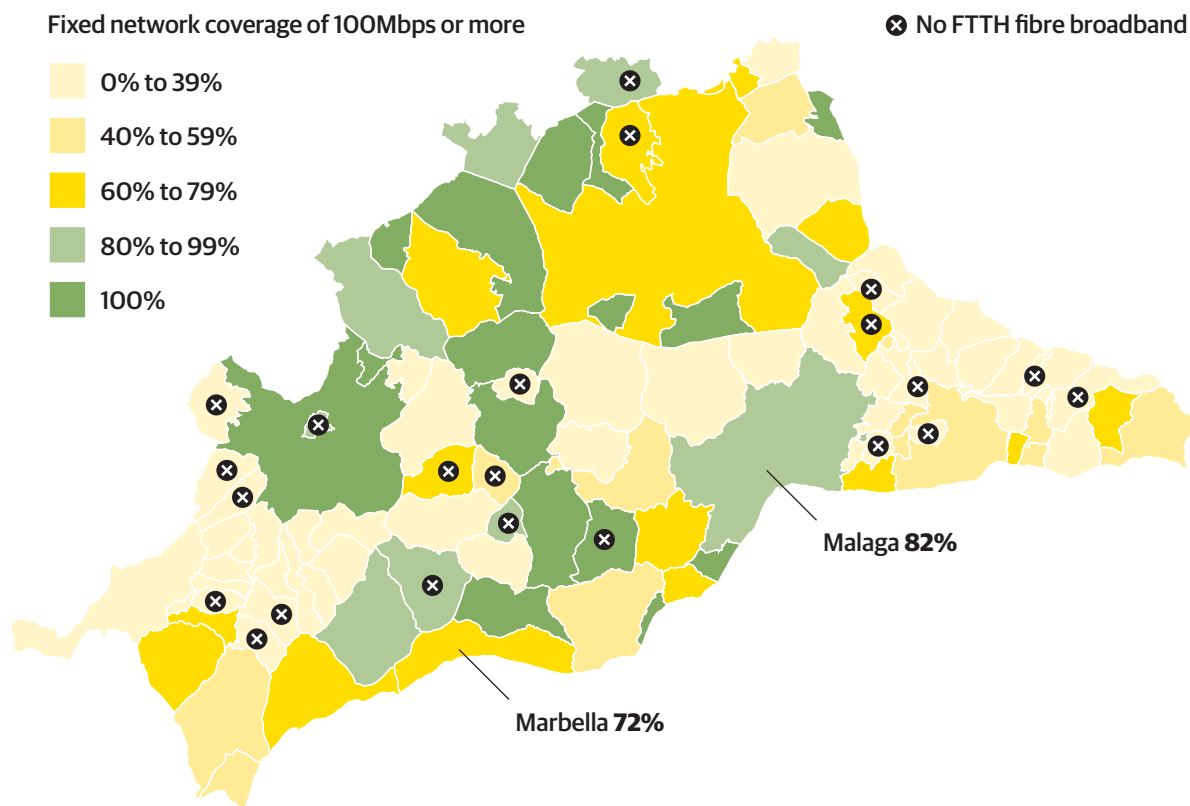 Fixed network coverage of 100Mbps or more
No FTTH fibre broadband
0% to 39%
40% to 59%
60% to 79%
80% to 99%
100%
Malaga 82%
Marbella 72%